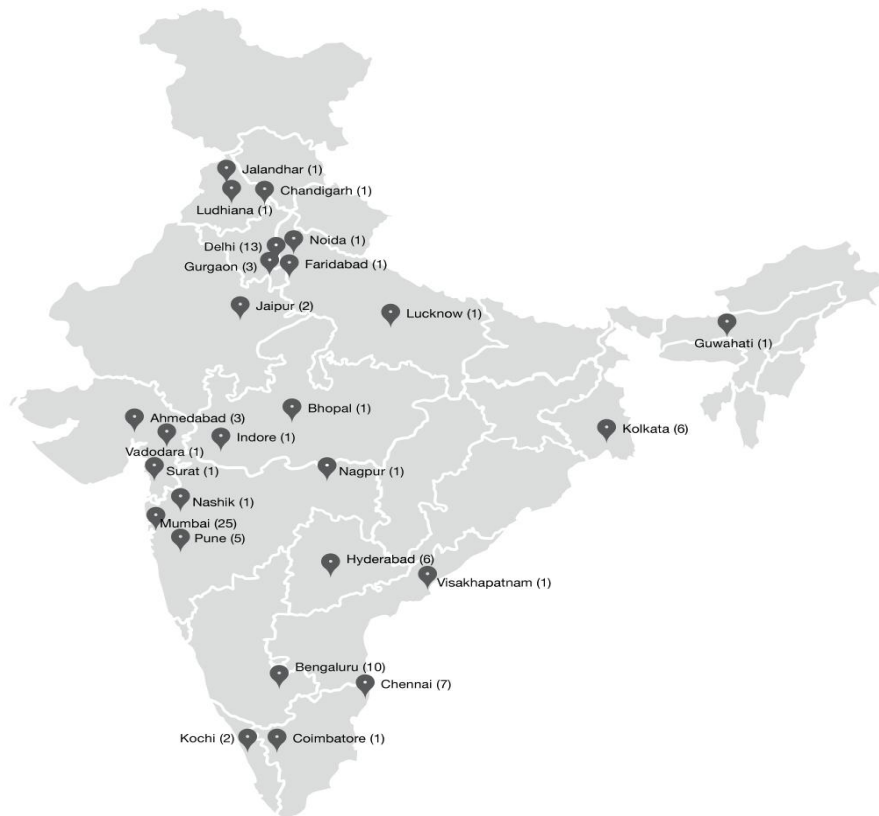 Jalandhar (1)
Chandigarh (1)
Ludhiana (1)
Noida (1)
Delhi (13)
Gurgaon (3)
Faridabad (1)
Jaipur (2)
Lucknow (1)
Guwahati (1)
Bhopal (1)
Ahmedabad (3)
Kolkata (6)
Indore (1)
Vadodara (1)
Surat (1)
Nagpur (1)
Nashik (1)
Mumbai (25)
Pune (5)
Hyderabad (6)
Visakhapatnam (1)
Bengaluru (10)
Chennai (7)
Kochi (2)
Coimbatore (1)